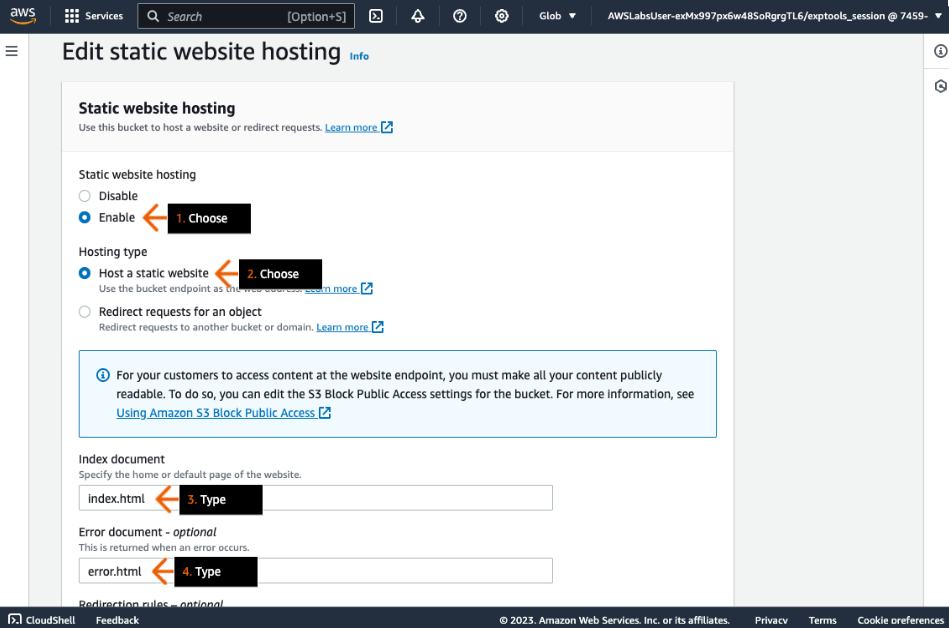 aws
Services
Search [Option+S]
Glob
AWSLabsUser-exMx997px6w48SoRgrgTL6/exptools_session @ 7459-
Edit static website hosting Info
Static website hosting
Use this bucket to host a website or redirect requests. Learn more
Static website hosting
Disable
Enable
1. Choose
Hosting type
Host a static website
2. Choose
Use the bucket endpoint as the web address. Learn more
Redirect requests for an object
Redirect requests to another bucket or domain. Learn more
For your customers to access content at the website endpoint, you must make all your content publicly
readable. To do so, you can edit the S3 Block Public Access settings for the bucket. For more information, see
Using Amazon S3 Block Public Access
Index document
Specify the home or default page of the website.
index.html
3. Type
Error document - optional
This is returned when an error occurs.
error.html
4. Type
Redirection rules – optional
CloudShell Feedback © 2023, Amazon Web Services, Inc. or its affiliates. Privacy Terms Cookie preferences